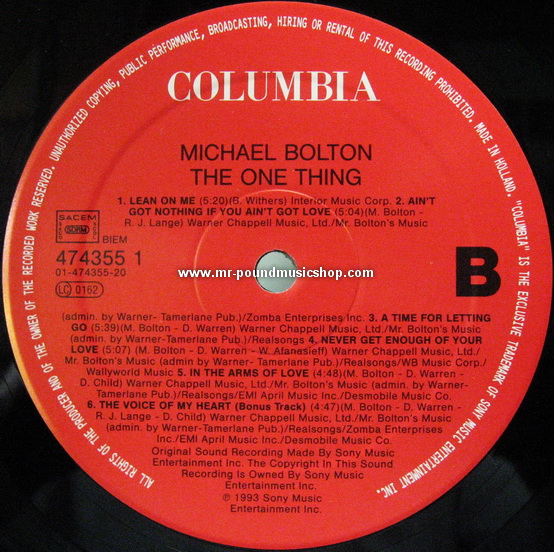 ALL RIGHTS OF THE PRODUCER AND OF THE OWNER OF THE RECORDED WORK RESERVED. UNAUTHORIIZED COPYING, PUBLIC PERFORMANCE, BROADCASTING, HIRING OR RENTAL OF THIS RECORDING PROHIBITED. MADE IN HOLLAND. "COLUMBIA" IS THE EXCLUSIVE TRADEMARK OF SONY MUSIC ENTERTAINMENT INC.
COLUMBIA
MICHAEL BOLTON
THE ONE THING
1. LEAN ON ME (5:20)(B. Withers) Interior Music Corp. 2. AIN'T
GOT NOTHING IF YOU AIN'T GOT LOVE (5:04)(M. Bolton -
R. J. Lange) Warner Chappell Music, Ltd./Mr. Bolton's Music
SACEM
SDRM
BIEM
474355 1
01-474355-20
LC 0162
www.mr-poundmusicshop.com
B
(admin. by Warner- Tamerlane Pub.)/Zomba Enterprises Inc. 3. A TIME FOR LETTING
GO (5:39)(M. Bolton - D. Warren) Warner Chappell Music, Ltd./Mr. Bolton's Music
(admin. by Warner- Tamerlane Pub.)/Realsongs 4. NEVER GET ENOUGH OF YOUR
LOVE (5:07) (M. Bolton - D. Warren - W. Afanasieff) Warner Chappell Music, Ltd./
Mr. Bolton's Music (admin by Warner- Tamerlane Pub.)/Realsongs/WB Music Corp./
Wallyworld Music 5. IN THE ARMS OF LOVE (4:48)(M. Bolton - D. Warren -
D. Child) Warner Chappell Music, Ltd./Mr. Bolton's Music (admin. by Warner-
Tamerlane Pub.)/Realsongs/EMI April Music Inc./Desmobile Music Co.
6. THE VOICE OF MY HEART (Bonus Track) (4:47)(M. Bolton - D. Warren -
R. J. Lange - D. Child) Warner Chappell Music, Ltd./Mr. Bolton's Music
(admin. by Warner- Tamerlane Pub.)/Realsongs/Zomba Enterprises
Inc./EMI April Music Inc./Desmobile Music Co.
Original Sound Recording Made By Sony Music
Entertainment Inc. The Copyright In This Sound
Recording Is Owned By Sony Music
Entertainment Inc.
℗ 1993 Sony Music
Entertainment Inc.